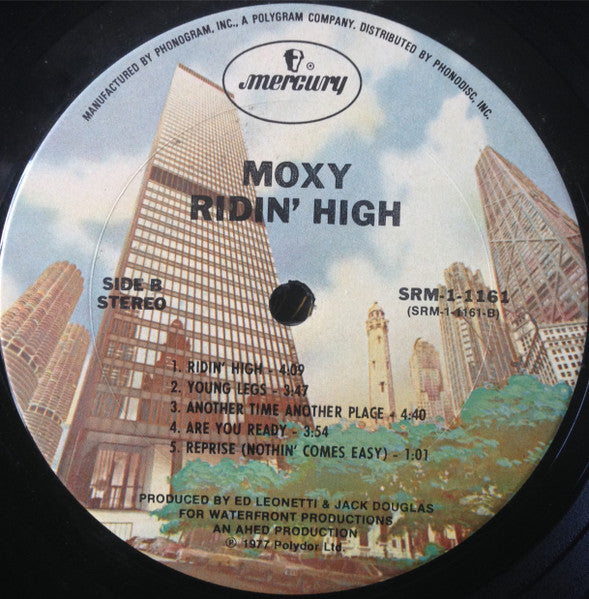 MANUFACTURED BY PHONOGRAM, INC., A POLYGRAM COMPANY. DISTRIBUTED BY PHONODISC, INC.
mercury ®
MOXY
RIDIN' HIGH
SIDE B
STEREO
SRM-1-1161
(SRM-1-1161-B)
1. RIDIN' HIGH - 4:09
2. YOUNG LEGS - 3:47
3. ANOTHER TIME ANOTHER PLACE - 4:40
4. ARE YOU READY - 3:54
5. REPRISE (NOTHIN' COMES EASY) - 1:01
PRODUCED BY ED LEONETTI & JACK DOUGLAS
FOR WATERFRONT PRODUCTIONS
AN AHED PRODUCTION
℗ 1977 Polydor Ltd.